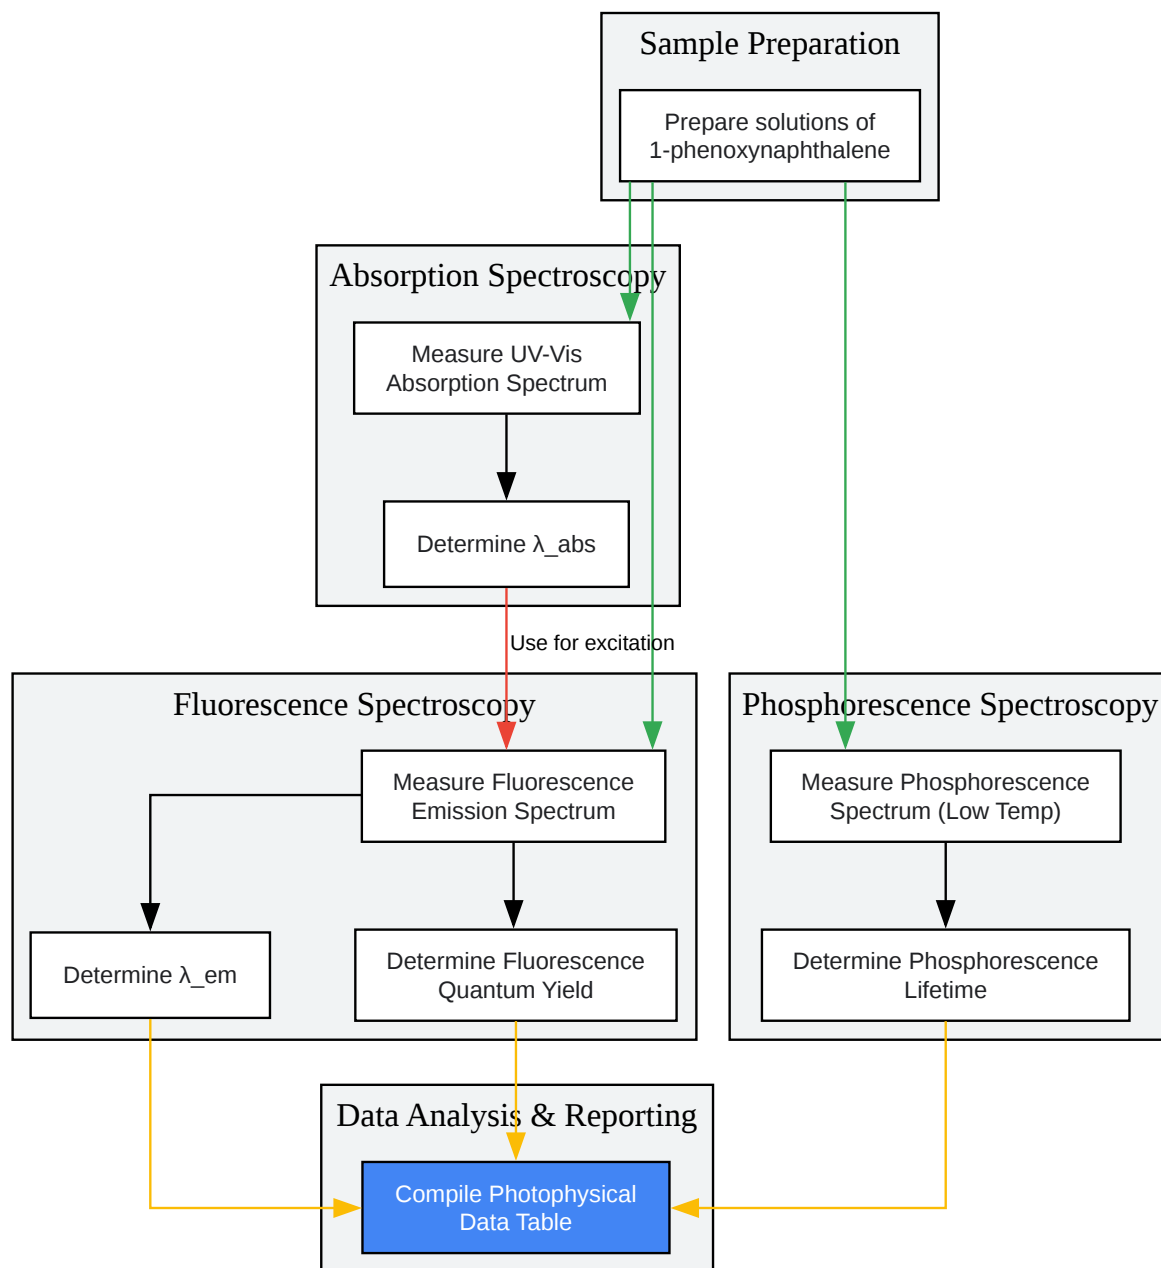 Sample Preparation
Prepare solutions of
1-phenoxynaphthalene
Absorption Spectroscopy
Measure UV-Vis
Absorption Spectrum
Determine λ_abs
Use for excitation
Fluorescence Spectroscopy
Measure Fluorescence
Emission Spectrum
Determine λ_em
Determine Fluorescence
Quantum Yield
Phosphorescence Spectroscopy
Measure Phosphorescence
Spectrum (Low Temp)
Determine Phosphorescence
Lifetime
Data Analysis & Reporting
Compile Photophysical
Data Table